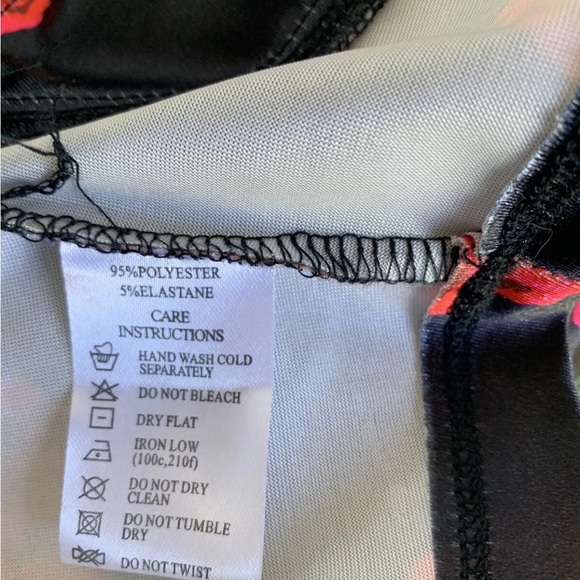 95%POLYESTER
5%ELASTANE
CARE
INSTRUCTIONS
HAND WASH COLD
SEPARATELY
DO NOT BLEACH
DRY FLAT
IRON LOW
(100c,210f)
DO NOT DRY
CLEAN
DO NOT TUMBLE
DRY
DO NOT TWIST